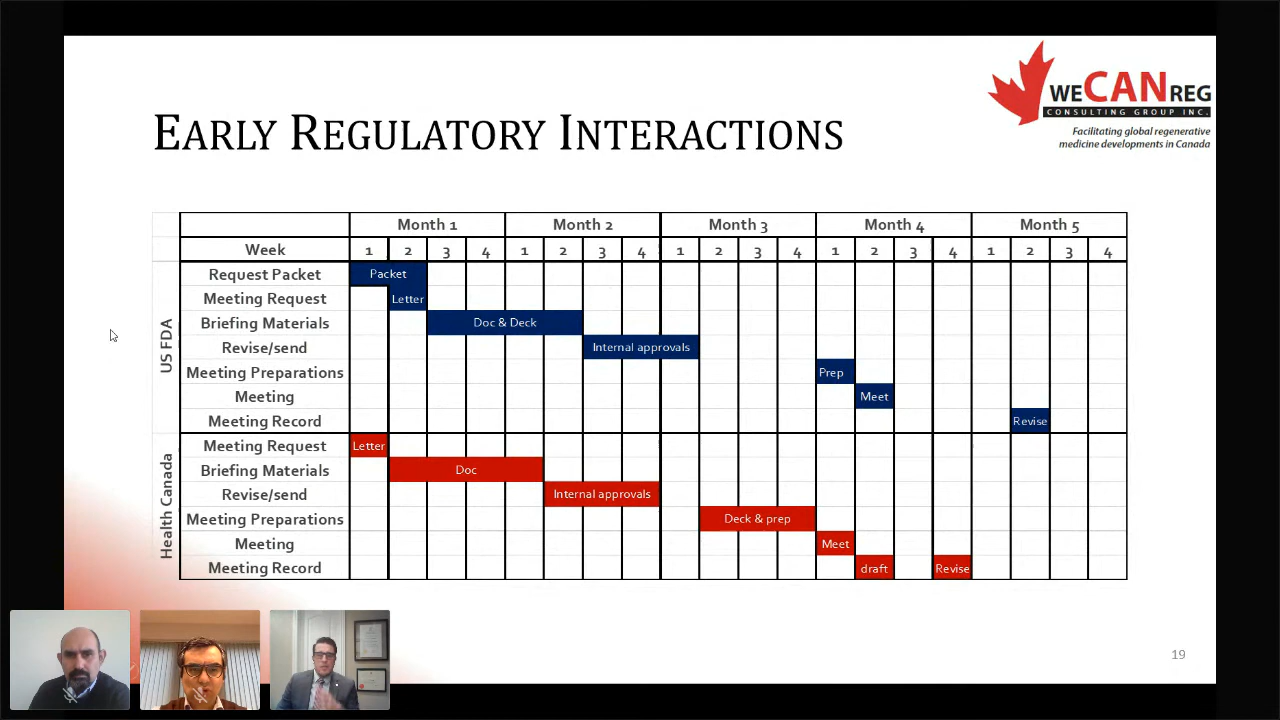 weCANreg
CONSULTING GROUP INC.
Facilitating global regenerative
medicine developments in Canada
EARLY REGULATORY INTERACTIONS
Month 1 Month 2 Month 3 Month 4 Month 5
Week 1 2 3 4 1 2 3 4 1 2 3 4 1 2 3 4 1 2 3 4
US FDA
Request Packet Packet
Meeting Request Letter
Briefing Materials Doc & Deck
Revise/send Internal approvals
Meeting Preparations Prep
Meeting Meet
Meeting Record Revise
Health Canada
Meeting Request Letter
Briefing Materials Doc
Revise/send Internal approvals
Meeting Preparations Deck & prep
Meeting Meet
Meeting Record draft Revise
19